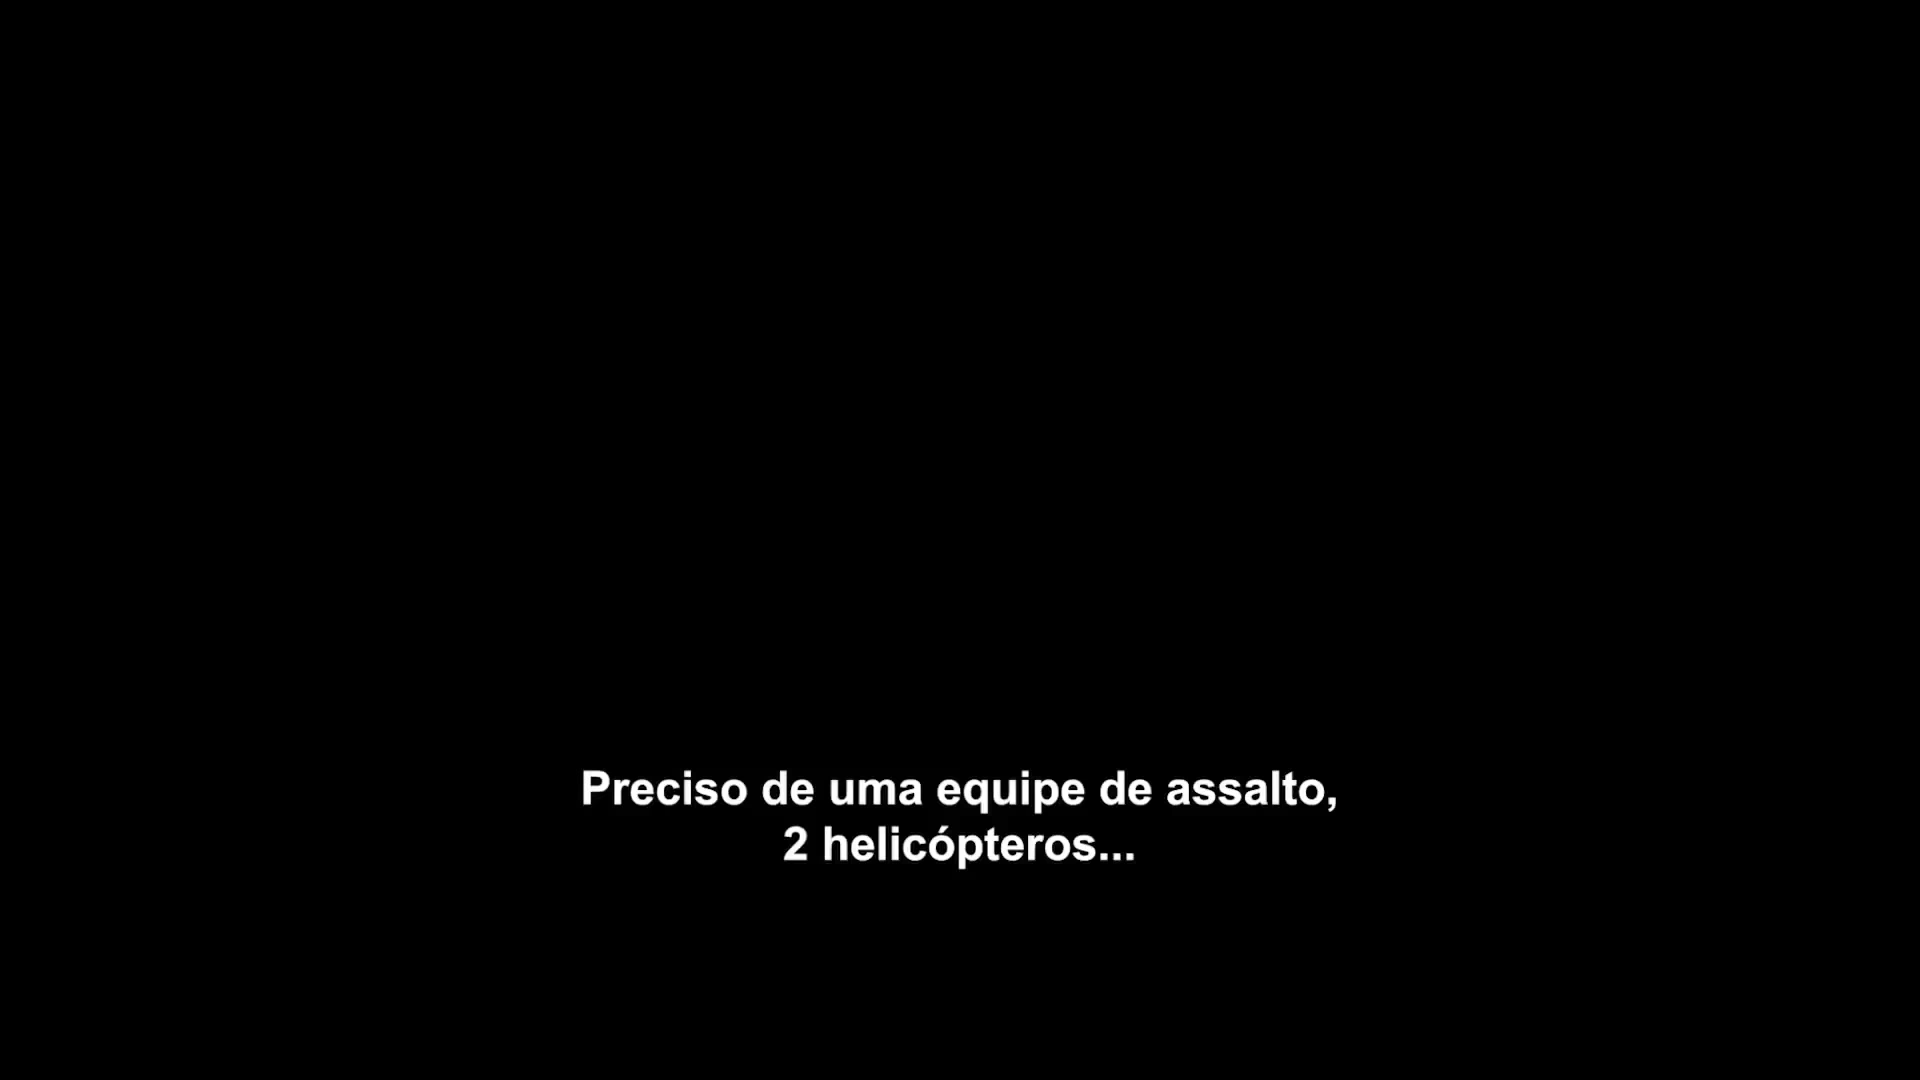 Preciso de uma equipe de assalto,
2 helicópteros...